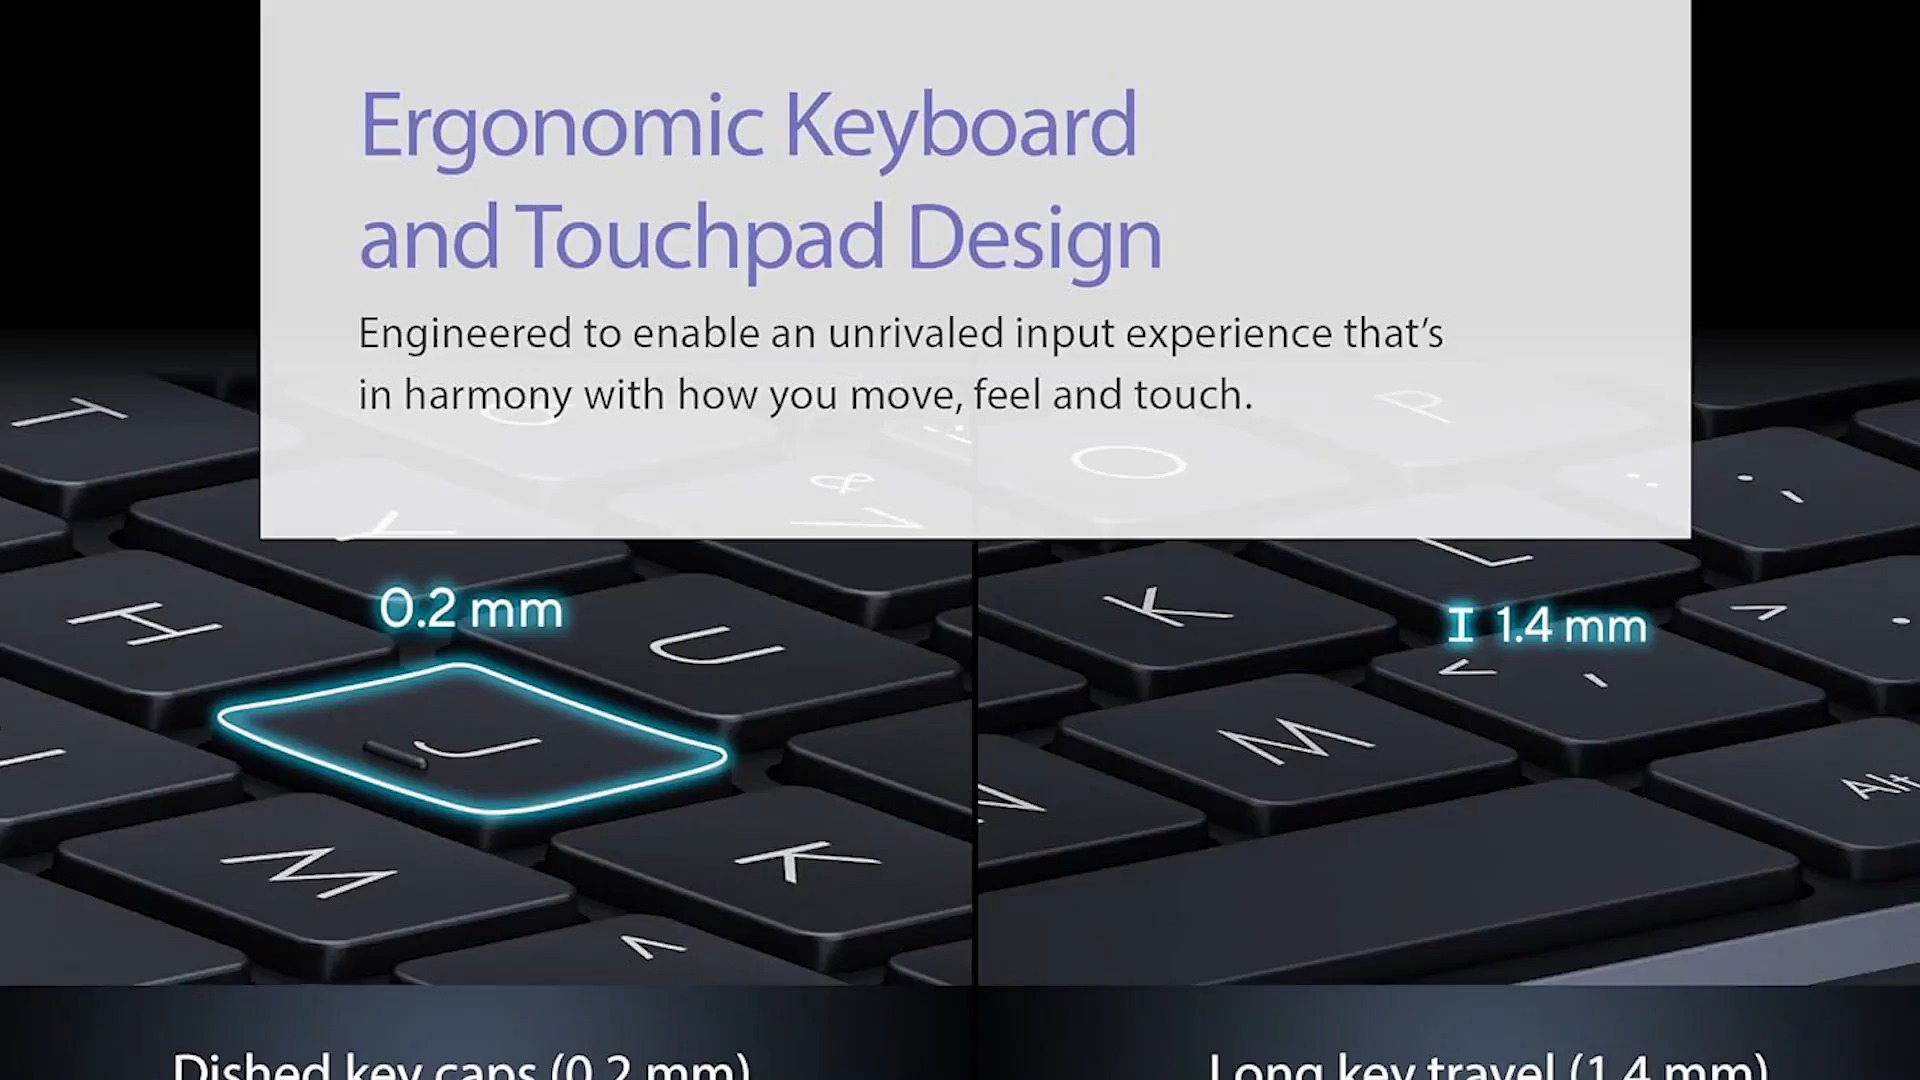 Ergonomic Keyboard
and Touchpad Design
Engineered to enable an unrivaled input experience that's
in harmony with how you move, feel and touch.
T
O
P
&
Y
V
L
0.2 mm
1.4 mm
H
U
K
J
M
N
M
K
Alt
Dished key caps (0.2 mm)
Long key travel (1.4 mm)